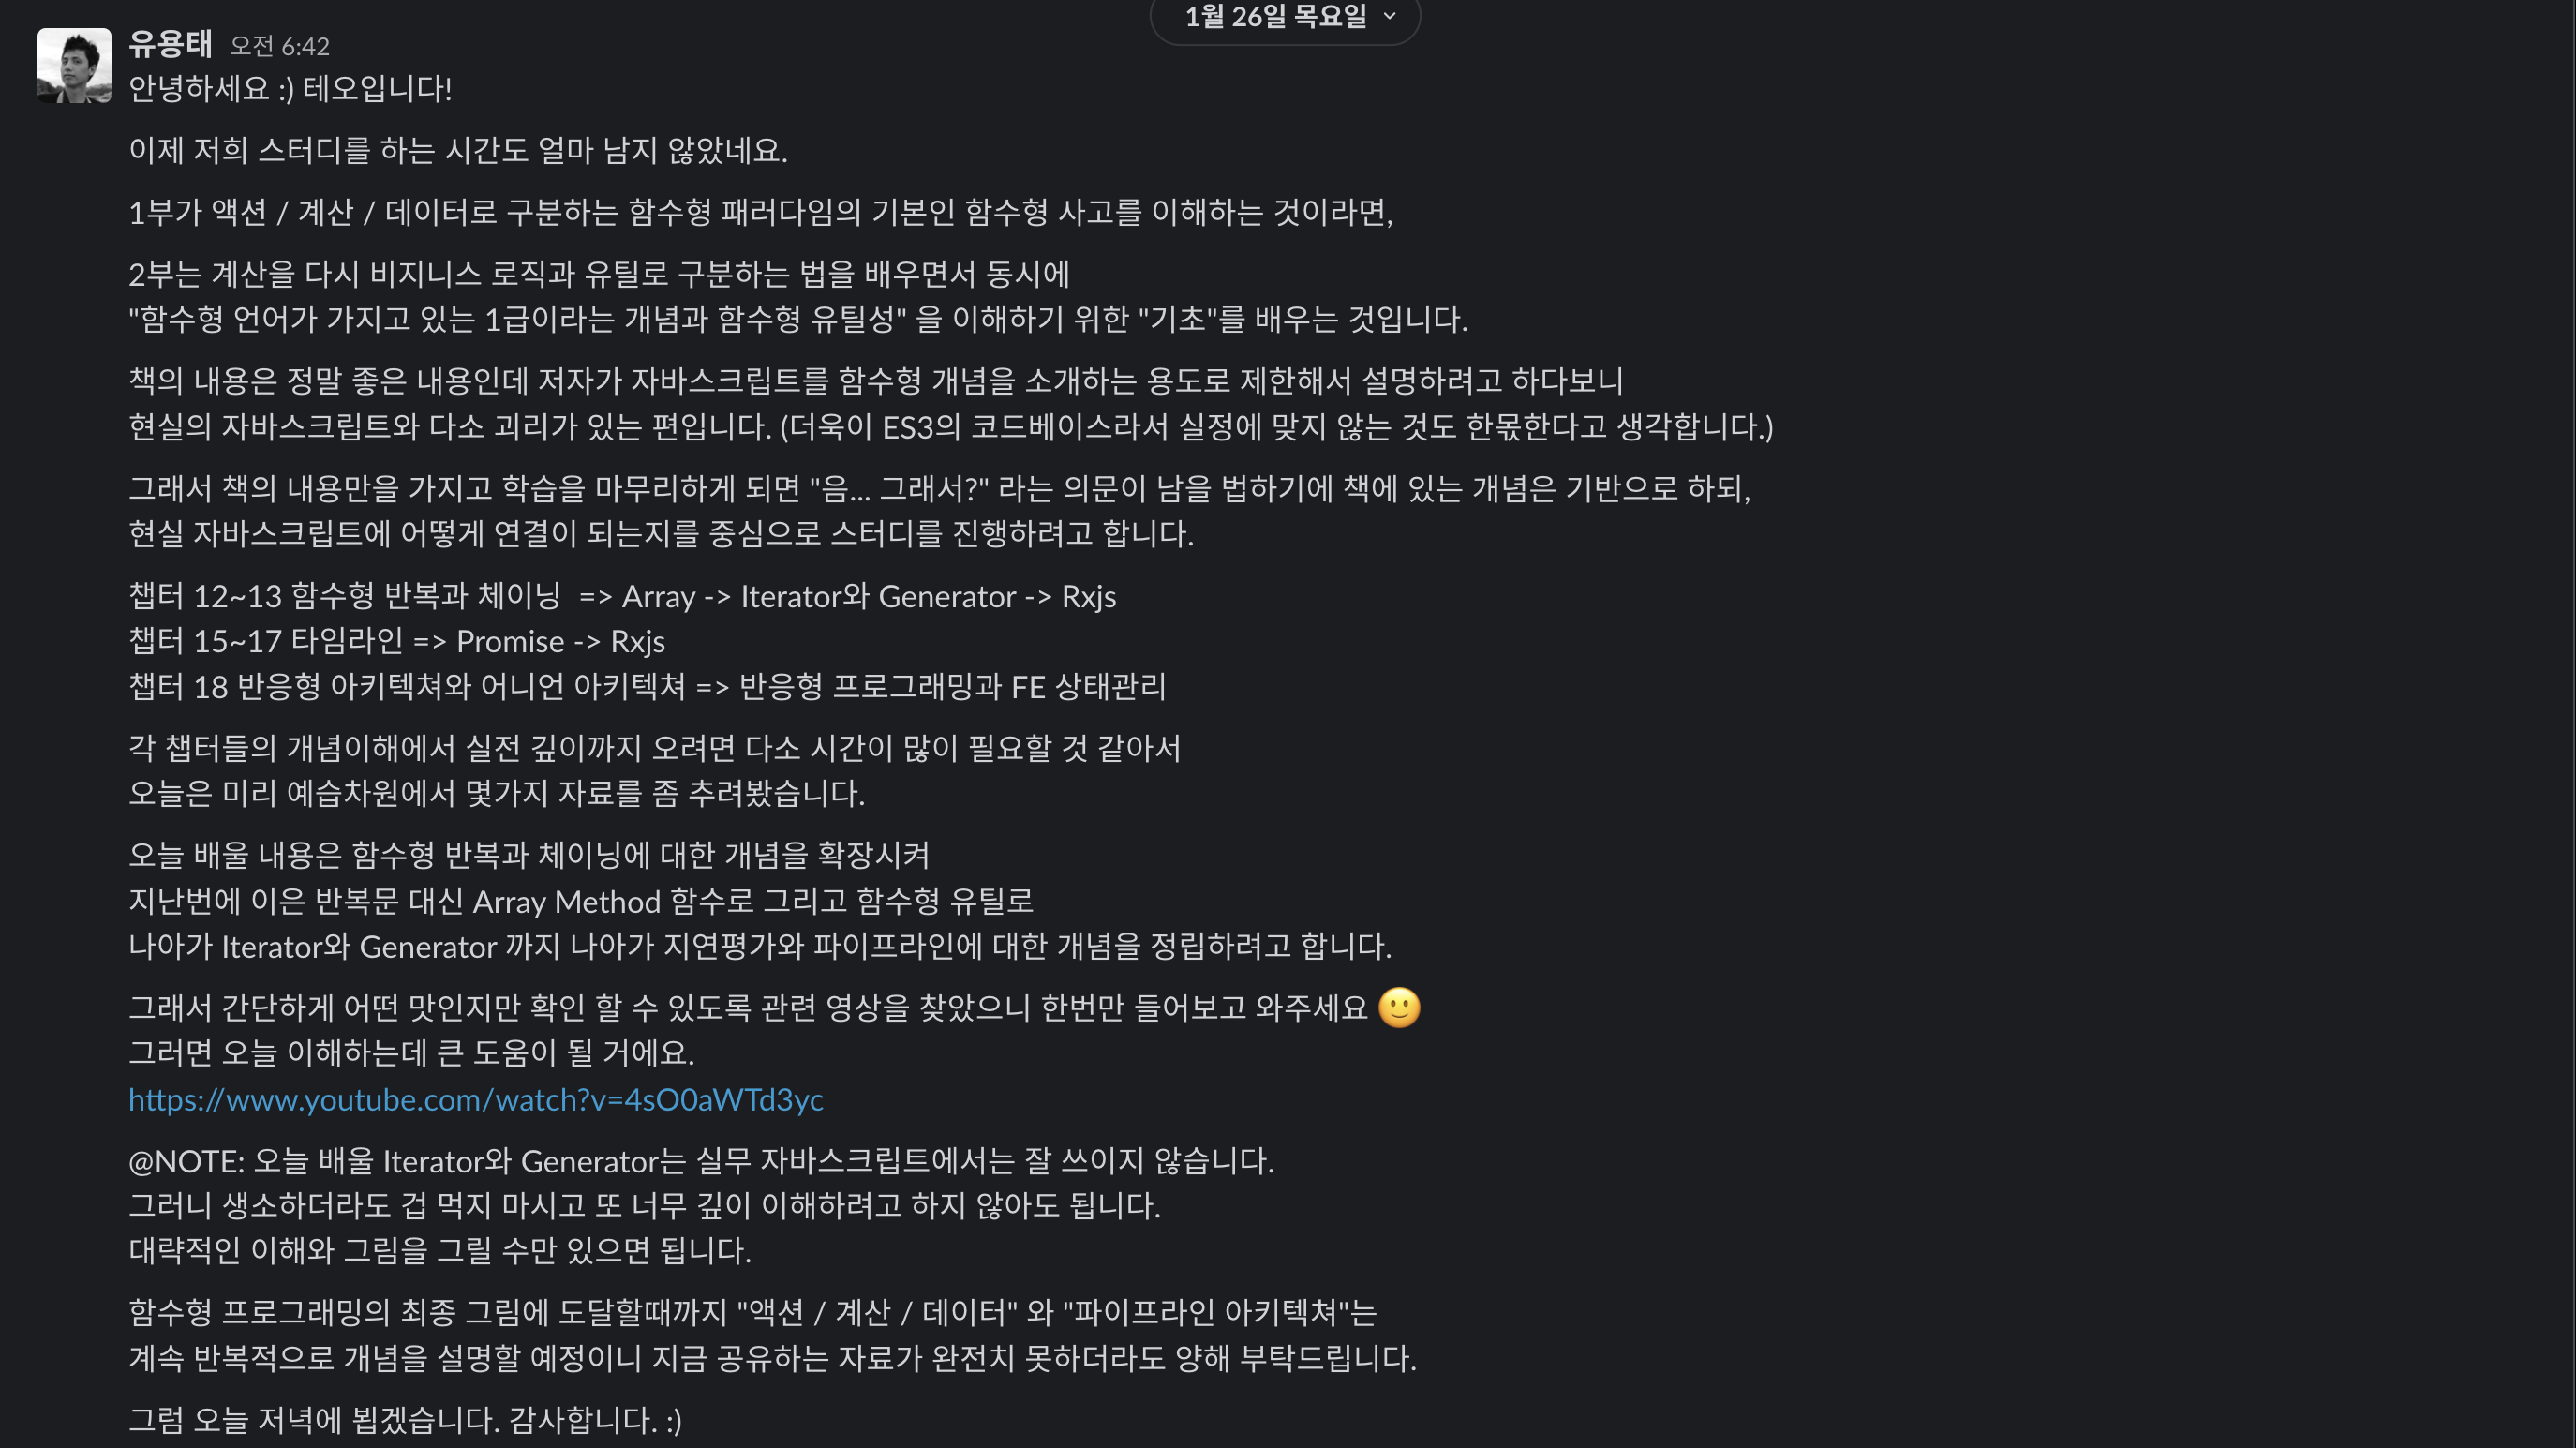 1월 26일 목요일
유용태 오전 6:42
안녕하세요 :) 테오입니다!
이제 저희 스터디를 하는 시간도 얼마 남지 않았네요.
1부가 액션 / 계산 / 데이터로 구분하는 함수형 패러다임의 기본인 함수형 사고를 이해하는 것이라면,
2부는 계산을 다시 비지니스 로직과 유틸로 구분하는 법을 배우면서 동시에
"함수형 언어가 가지고 있는 1급이라는 개념과 함수형 유틸성" 을 이해하기 위한 "기초"를 배우는 것입니다.
책의 내용은 정말 좋은 내용인데 저자가 자바스크립트를 함수형 개념을 소개하는 용도로 제한해서 설명하려고 하다보니
현실의 자바스크립트와 다소 괴리가 있는 편입니다. (더욱이 ES3의 코드베이스라서 실정에 맞지 않는 것도 한몫한다고 생각합니다.)
그래서 책의 내용만을 가지고 학습을 마무리하게 되면 "음... 그래서?" 라는 의문이 남을 법하기에 책에 있는 개념은 기반으로 하되,
현실 자바스크립트에 어떻게 연결이 되는지를 중심으로 스터디를 진행하려고 합니다.
챕터 12~13 함수형 반복과 체이닝  => Array -> Iterator와 Generator -> Rxjs
챕터 15~17 타임라인 => Promise -> Rxjs
챕터 18 반응형 아키텍쳐와 어니언 아키텍쳐 => 반응형 프로그래밍과 FE 상태관리
각 챕터들의 개념이해에서 실전 깊이까지 오려면 다소 시간이 많이 필요할 것 같아서
오늘은 미리 예습차원에서 몇가지 자료를 좀 추려봤습니다.
오늘 배울 내용은 함수형 반복과 체이닝에 대한 개념을 확장시켜
지난번에 이은 반복문 대신 Array Method 함수로 그리고 함수형 유틸로
나아가 Iterator와 Generator 까지 나아가 지연평가와 파이프라인에 대한 개념을 정립하려고 합니다.
그래서 간단하게 어떤 맛인지만 확인 할 수 있도록 관련 영상을 찾았으니 한번만 들어보고 와주세요 🙂
그러면 오늘 이해하는데 큰 도움이 될 거에요.
https://www.youtube.com/watch?v=4sO0aWTd3yc
@NOTE: 오늘 배울 Iterator와 Generator는 실무 자바스크립트에서는 잘 쓰이지 않습니다.
그러니 생소하더라도 겁 먹지 마시고 또 너무 깊이 이해하려고 하지 않아도 됩니다.
대략적인 이해와 그림을 그릴 수만 있으면 됩니다.
함수형 프로그래밍의 최종 그림에 도달할때까지 "액션 / 계산 / 데이터" 와 "파이프라인 아키텍쳐"는
계속 반복적으로 개념을 설명할 예정이니 지금 공유하는 자료가 완전치 못하더라도 양해 부탁드립니다.
그럼 오늘 저녁에 뵙겠습니다. 감사합니다. :)